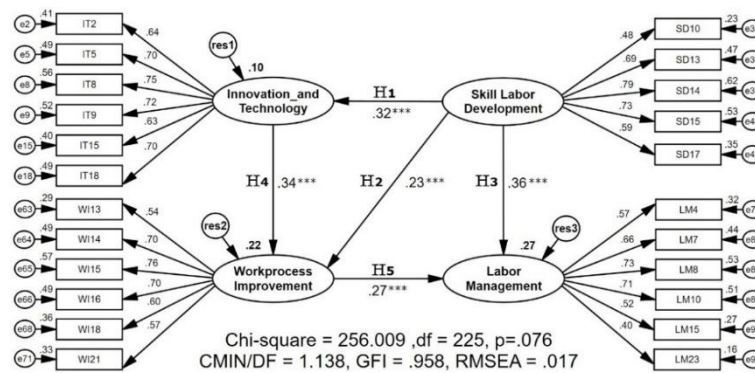 e2 .41 IT2 .64
e5 .49 IT5 .70
e8 .56 IT8 .75
e9 .52 IT9 .72
e15 .40 IT15 .63
e18 .49 IT18 .70
res1
.10
Innovation_and
Technology
H1
.32***
Skill Labor
Development
.48 SD10 .23
.69 SD13 .47
.79 SD14 .62
.73 SD15 .53
.59 SD17 .35
H4 .34***
H2 .23***
H3 .36***
e63 .29 WI13 .54
e64 .49 WI14 .70
e65 .57 WI15 .76
e66 .49 WI16 .70
e68 .36 WI18 .60
e71 .33 WI21 .57
res2
.22
Workprocess
Improvement
H5
.27***
res3
.27
Labor
Management
.57 LM4 .32
.66 LM7 .44
.73 LM8 .53
.71 LM10 .51
.52 LM15 .27
.40 LM23 .16
Chi-square = 256.009 ,df = 225, p=.076
CMIN/DF = 1.138, GFI = .958, RMSEA = .017